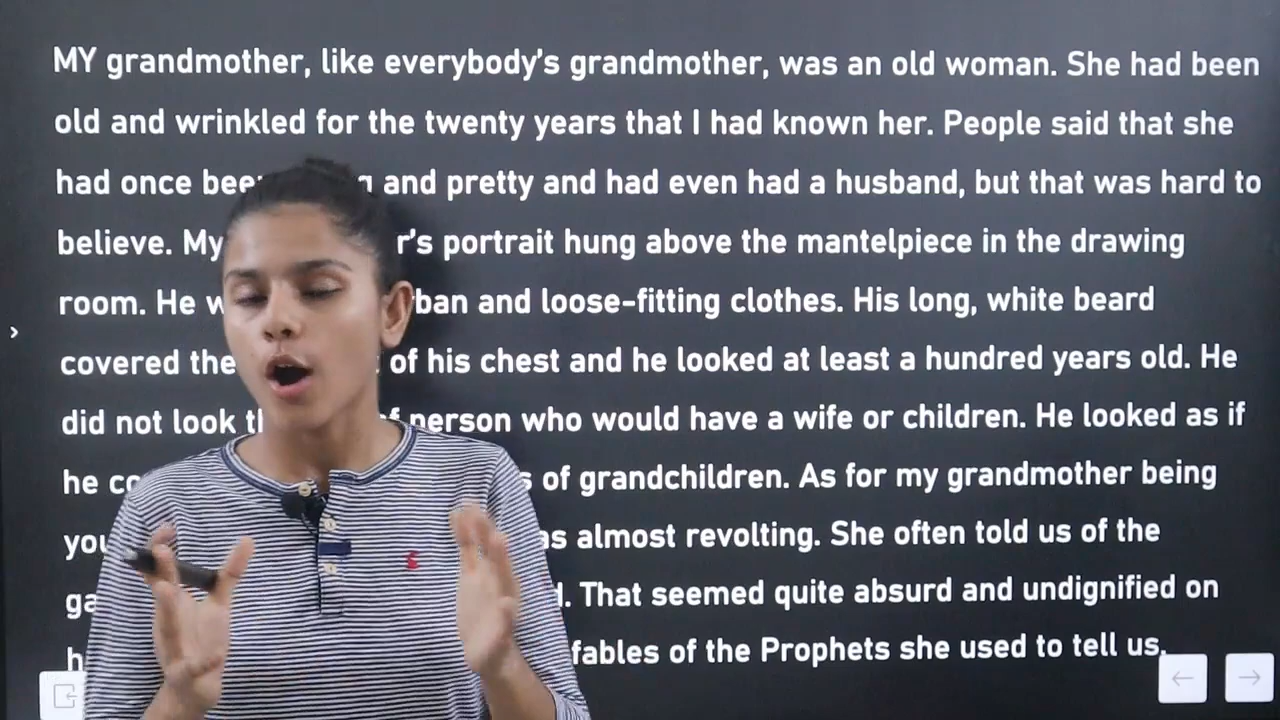 MY grandmother, like everybody's grandmother, was an old woman. She had been
old and wrinkled for the twenty years that I had known her. People said that she
had once and pretty and had even had a husband, but that was hard to
believe. My portrait hung above the mantelpiece in the drawing
room. He and loose-fitting clothes. His long, white beard
covered the of his chest and he looked at least a hundred years old. He
did not look person who would have a wife or children. He looked as if
he of grandchildren. As for my grandmother being
almost revolting. She often told us of the
That seemed quite absurd and undignified on
fables of the Prophets she used to tell us.